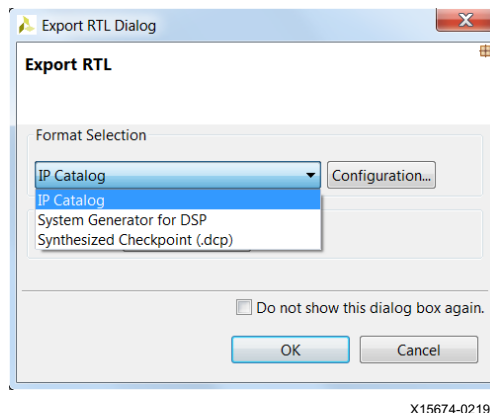 Export RTL Dialog
Export RTL
Format Selection
IP Catalog
Configuration...
IP Catalog
System Generator for DSP
Synthesized Checkpoint (.dcp)
Do not show this dialog box again.
OK
Cancel
X15674-0219